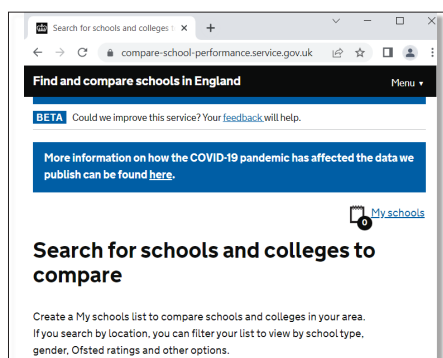 Search for schools and colleges t
compare-school-performance.service.gov.uk
Find and compare schools in England
Menu
BETA Could we improve this service? Your feedback will help.
More information on how the COVID-19 pandemic has affected the data we
publish can be found here.
My schools
0
Search for schools and colleges to
compare
Create a My schools list to compare schools and colleges in your area.
If you search by location, you can filter your list to view by school type,
gender, Ofsted ratings and other options.